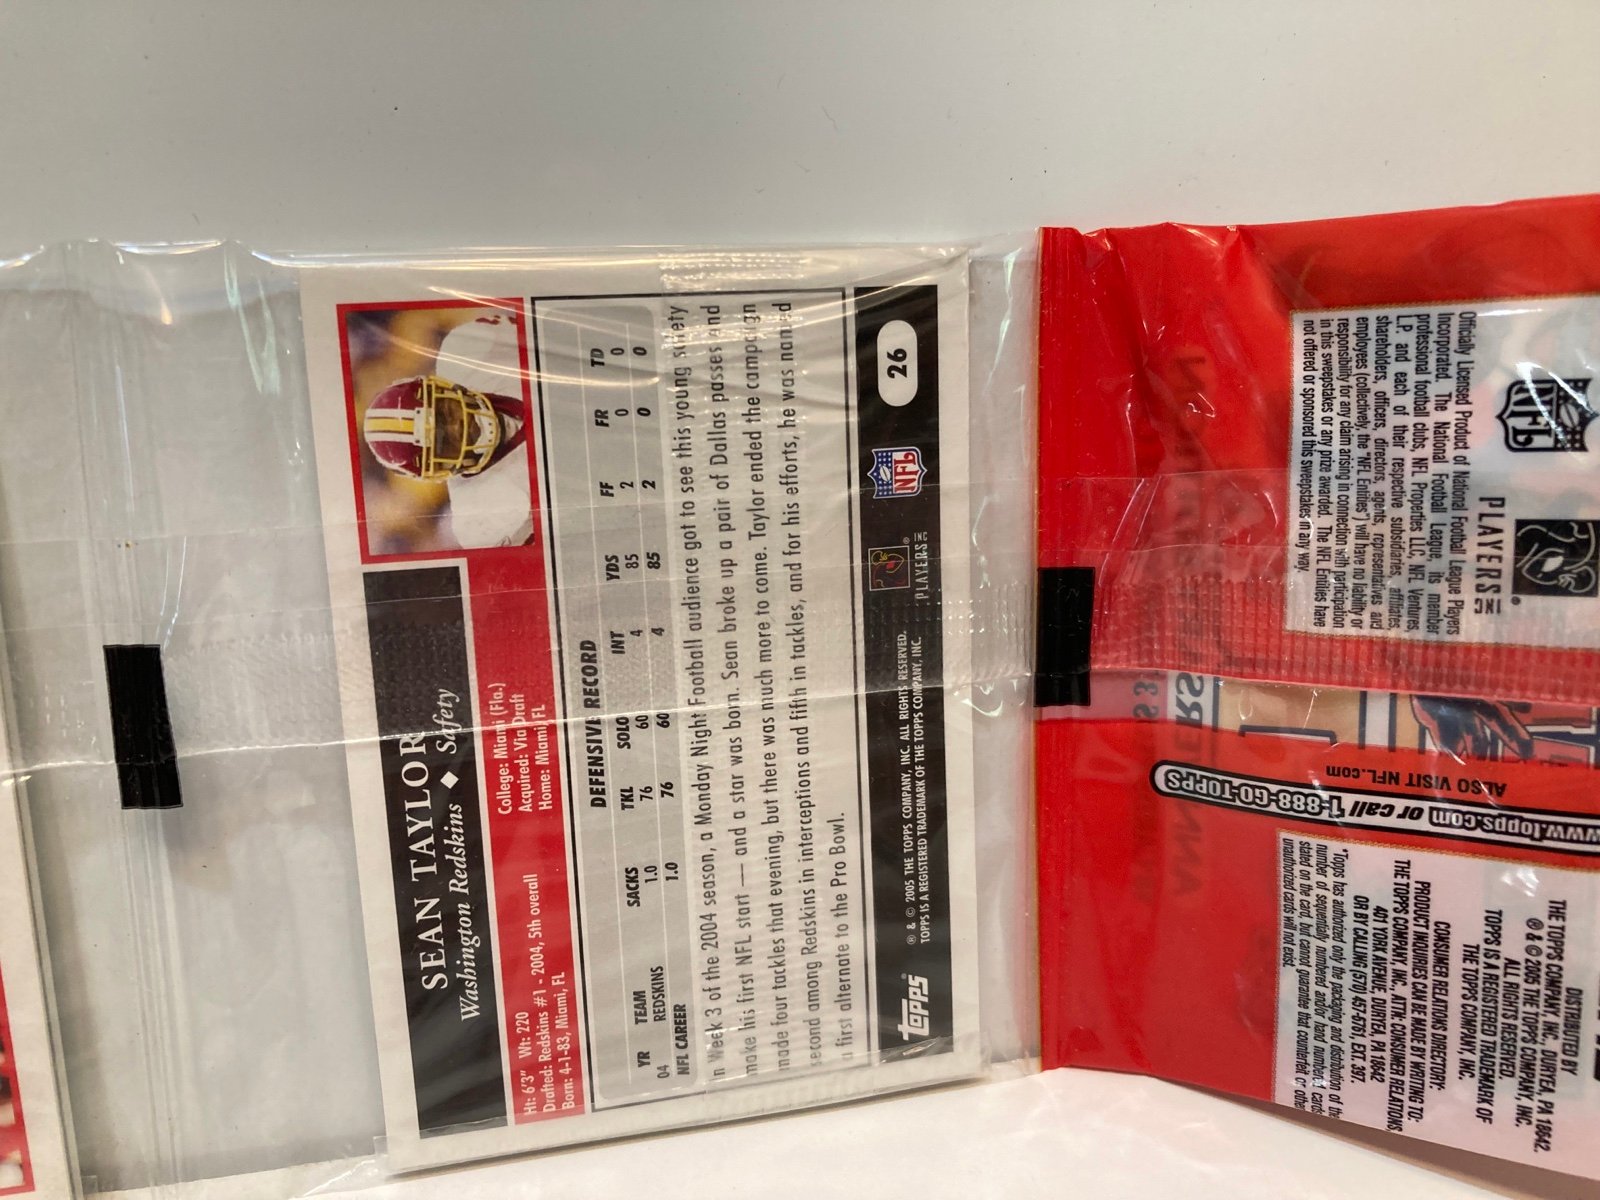 26
SEAN TAYLOR
Washington Redskins ♦ Safety
Ht: 6'3" Wt: 220
College: Miami (Fla.)
Drafted: Redskins #1 - 2004, 5th overall
Acquired: Via Draft
Born: 4-1-83, Miami, FL
Home: Miami, FL
DEFENSIVE RECORD
YR TEAM SACKS TKL SOLO INT YDS FF FR TD
04 REDSKINS 1.0 76 60 4 85 2 0 0
NFL CAREER 1.0 76 60 4 85 2 0 0
n Week 3 of the 2004 season, a Monday Night Football audience got to see this young safety
make his first NFL start — and a star was born. Sean broke up a pair of Dallas passes and
made four tackles that evening, but there was much more to come. Taylor ended the campaign
second among Redskins in interceptions and fifth in tackles, and for his efforts, he was named
a first alternate to the Pro Bowl.
topps®
® & © 2005 THE TOPPS COMPANY, INC. ALL RIGHTS RESERVED.
TOPPS IS A REGISTERED TRADEMARK OF THE TOPPS COMPANY, INC.
PLAYERS INC
NFL
NFL
PLAYERS INC
Officially Licensed Product of National Football League Players
Incorporated. The National Football League, its member
professional football clubs, NFL Properties LLC, NFL Ventures,
L.P. and each of their respective subsidiaries, affiliates,
shareholders, officers, directors, agents, representatives and
employees (collectively, the "NFL Entities") will have no liability or
responsibility for any claim arising in connection with participation
in this sweepstakes or any prize awarded. The NFL Entities have
not offered or sponsored this sweepstakes in any way.
ALSO VISIT NFL.com
www.topps.com or call 1-888-GO-TOPPS
DISTRIBUTED BY
THE TOPPS COMPANY, INC., DURYEA, PA 18642.
® & © 2005 THE TOPPS COMPANY, INC.
ALL RIGHTS RESERVED.
TOPPS IS A REGISTERED TRADEMARK OF
THE TOPPS COMPANY, INC.
CONSUMER RELATIONS DIRECTORY:
PRODUCT INQUIRIES CAN BE MADE BY WRITING TO:
THE TOPPS COMPANY, INC., ATTN: CONSUMER RELATIONS
401 YORK AVENUE, DURYEA, PA 18642
OR BY CALLING (570) 457-6761, EXT. 397.
*Topps has authorized only the packaging and distribution of the
number of sequentially numbered and/or hand numbered cards
stated on the card, but cannot guarantee that counterfeit or other
unauthorized cards will not exist.